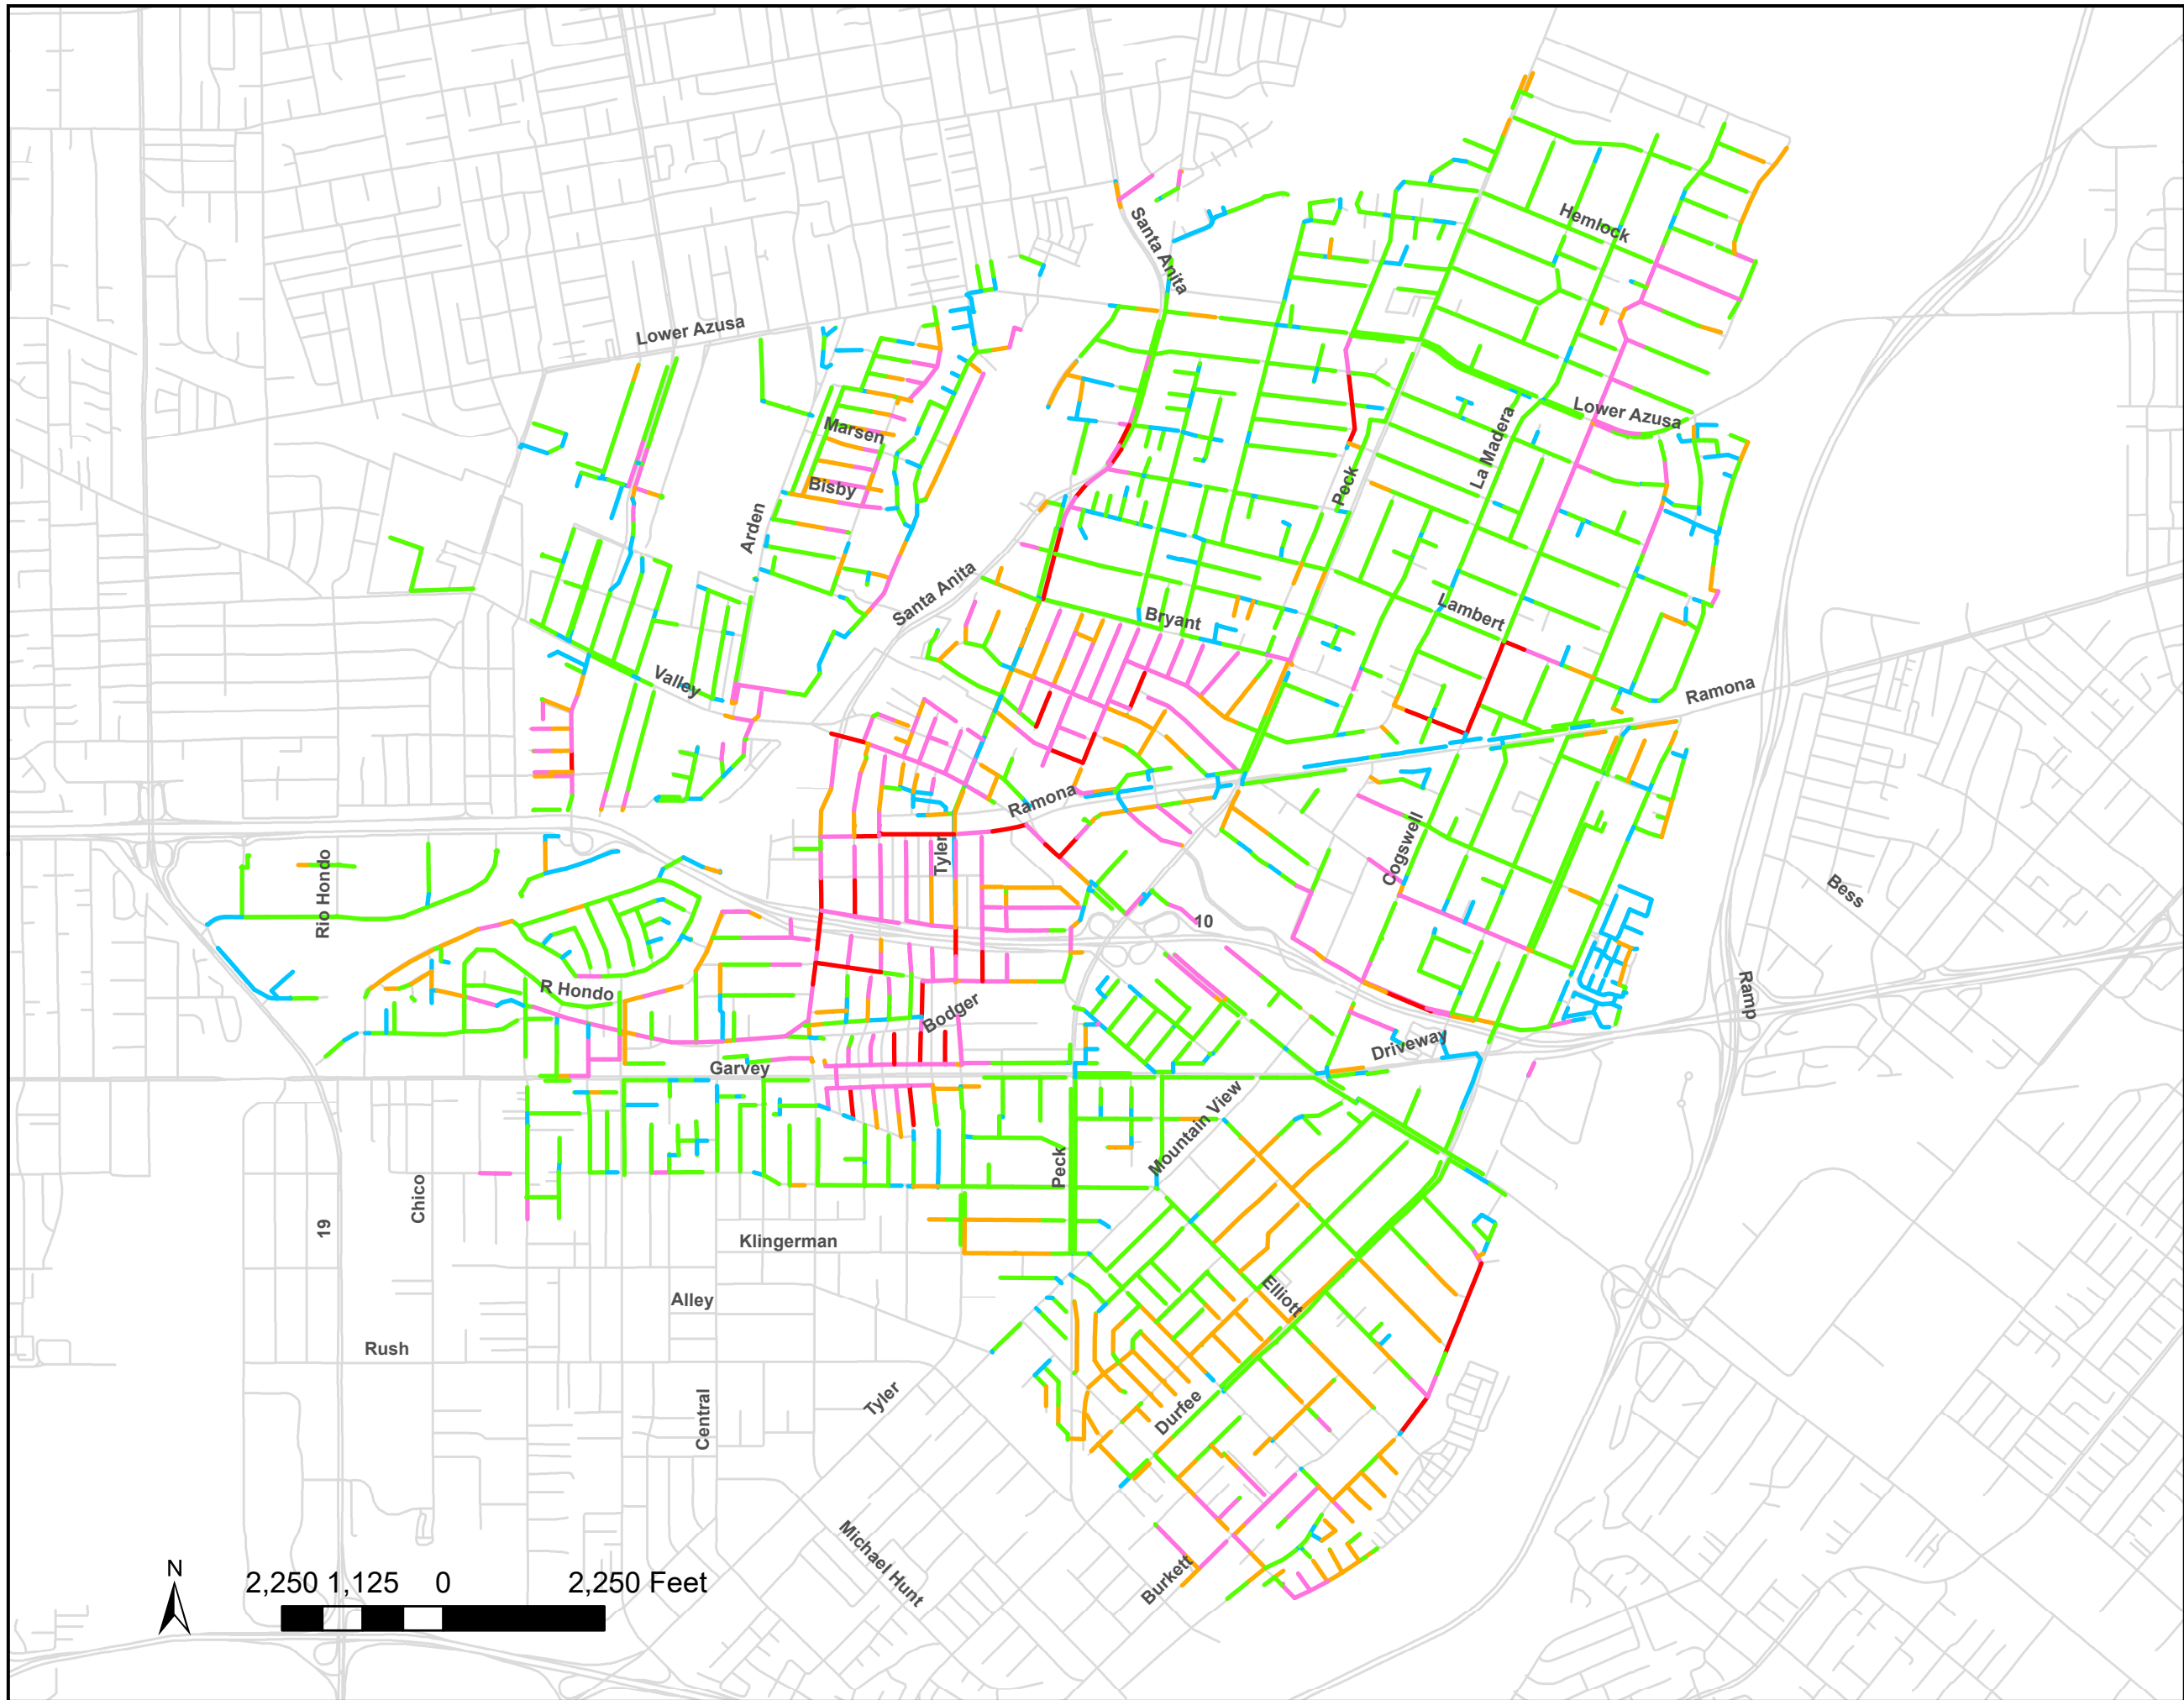 Hemlock
Santa Anita
Lower Azusa
Lower Azusa
Marsen
La Madera
Bisby
Peck
Arden
Santa Anita
Bryant
Lambert
Valley
Ramona
Ramona
Tyler
Cogswell
Rio Hondo
Bess
10
R Hondo
Ramp
Bodger
Driveway
Garvey
Mountain View
Peck
Chico
19
Klingerman
Alley
Elliott
Rush
Central
Tyler
Durfee
Michael Hunt
Burkett
N
2,250 1,125 0 2,250 Feet